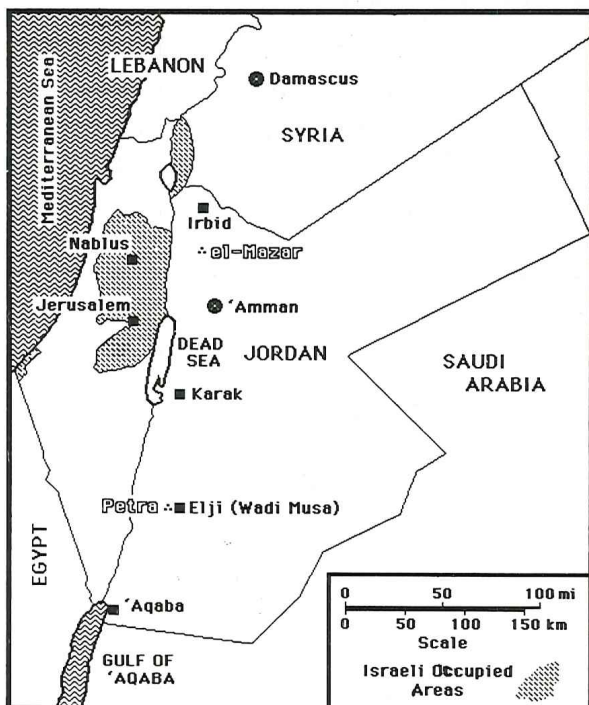 LEBANON
Mediterranean Sea
Damascus
SYRIA
Irbid
Nablus
el-Mazar
Jerusalem
'Amman
DEAD
SEA
JORDAN
SAUDI
ARABIA
Karak
Petra
Elji (Wadi Musa)
EGYPT
'Aqaba
GULF OF
'AQABA
0 50 100 mi
0 50 100 150 km
Scale
Israeli Occupied
Areas